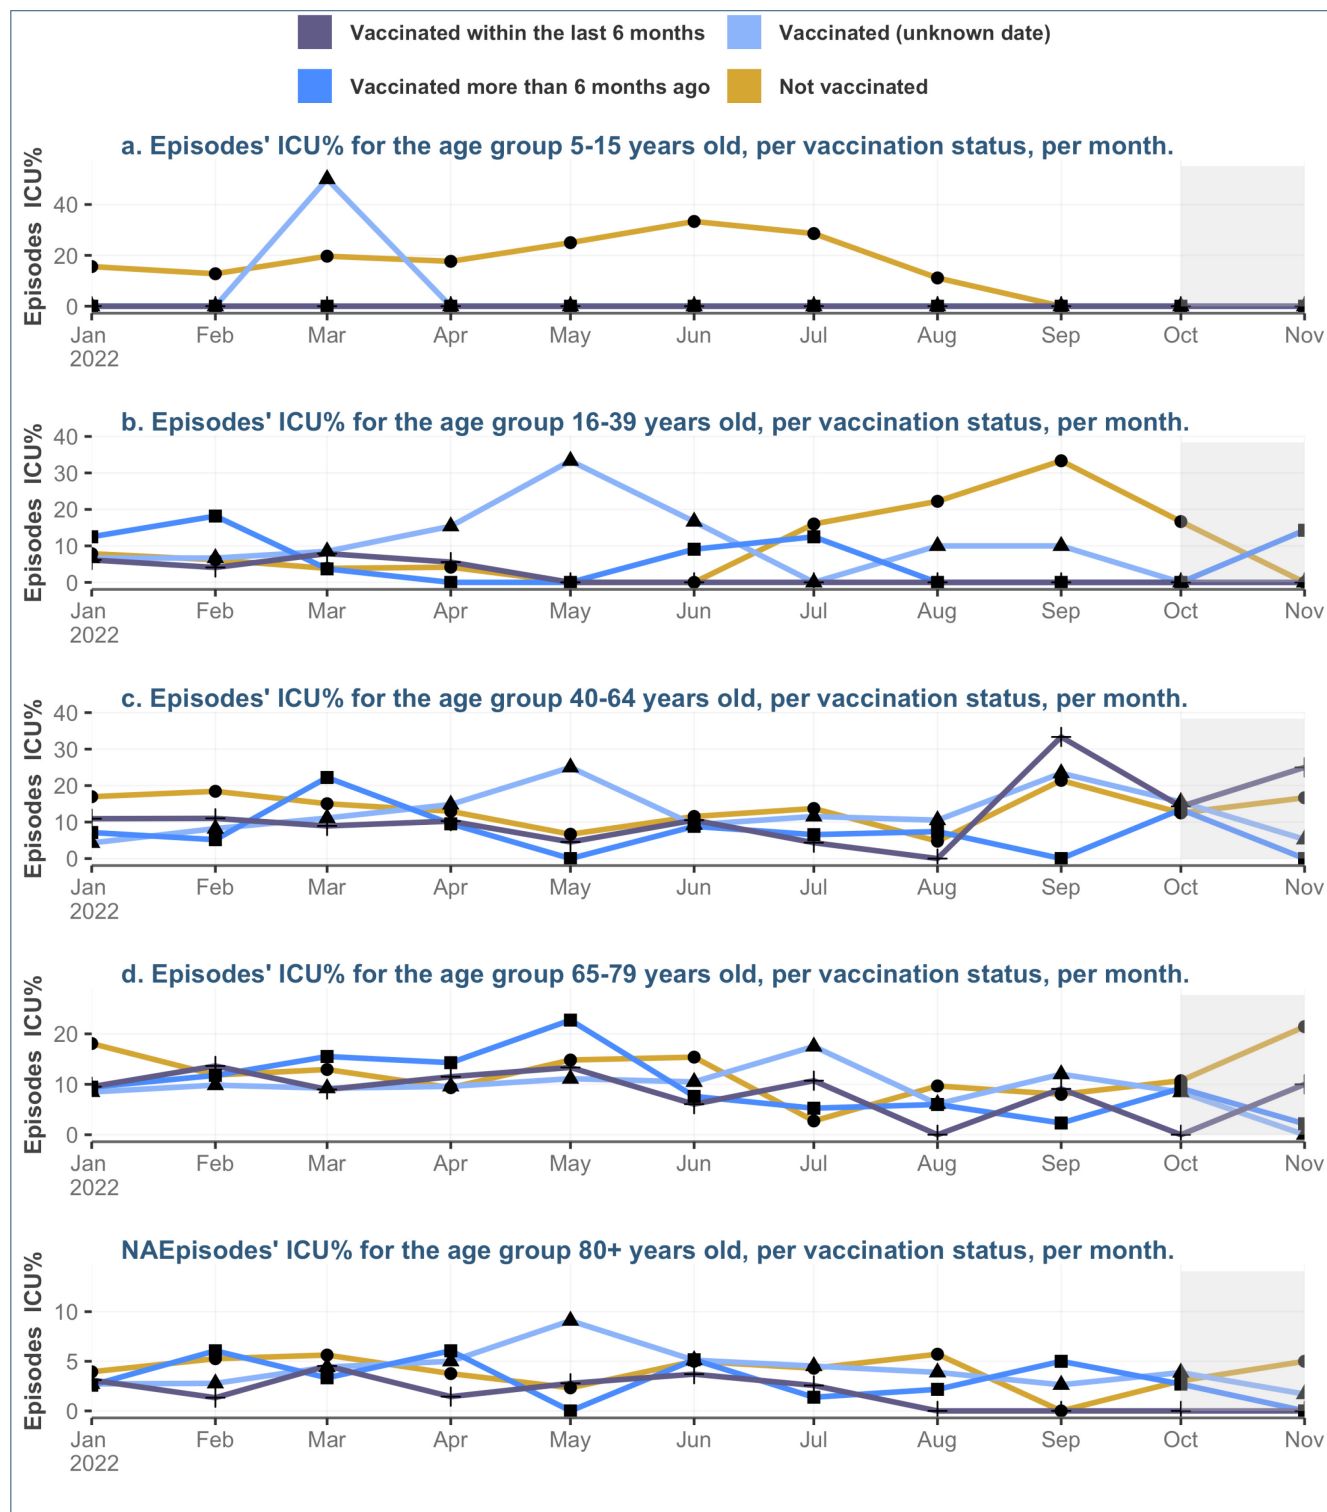 Vaccinated within the last 6 months Vaccinated (unknown date)
Vaccinated more than 6 months ago Not vaccinated
a. Episodes' ICU% for the age group 5-15 years old, per vaccination status, per month.
Episodes ICU%
40
20
0
Jan Feb Mar Apr May Jun Jul Aug Sep Oct Nov
2022
b. Episodes' ICU% for the age group 16-39 years old, per vaccination status, per month.
Episodes ICU%
40
30
20
10
0
Jan Feb Mar Apr May Jun Jul Aug Sep Oct Nov
2022
c. Episodes' ICU% for the age group 40-64 years old, per vaccination status, per month.
Episodes ICU%
40
30
20
10
0
Jan Feb Mar Apr May Jun Jul Aug Sep Oct Nov
2022
d. Episodes' ICU% for the age group 65-79 years old, per vaccination status, per month.
Episodes ICU%
20
10
0
Jan Feb Mar Apr May Jun Jul Aug Sep Oct Nov
2022
NAEpisodes' ICU% for the age group 80+ years old, per vaccination status, per month.
Episodes ICU%
10
5
0
Jan Feb Mar Apr May Jun Jul Aug Sep Oct Nov
2022